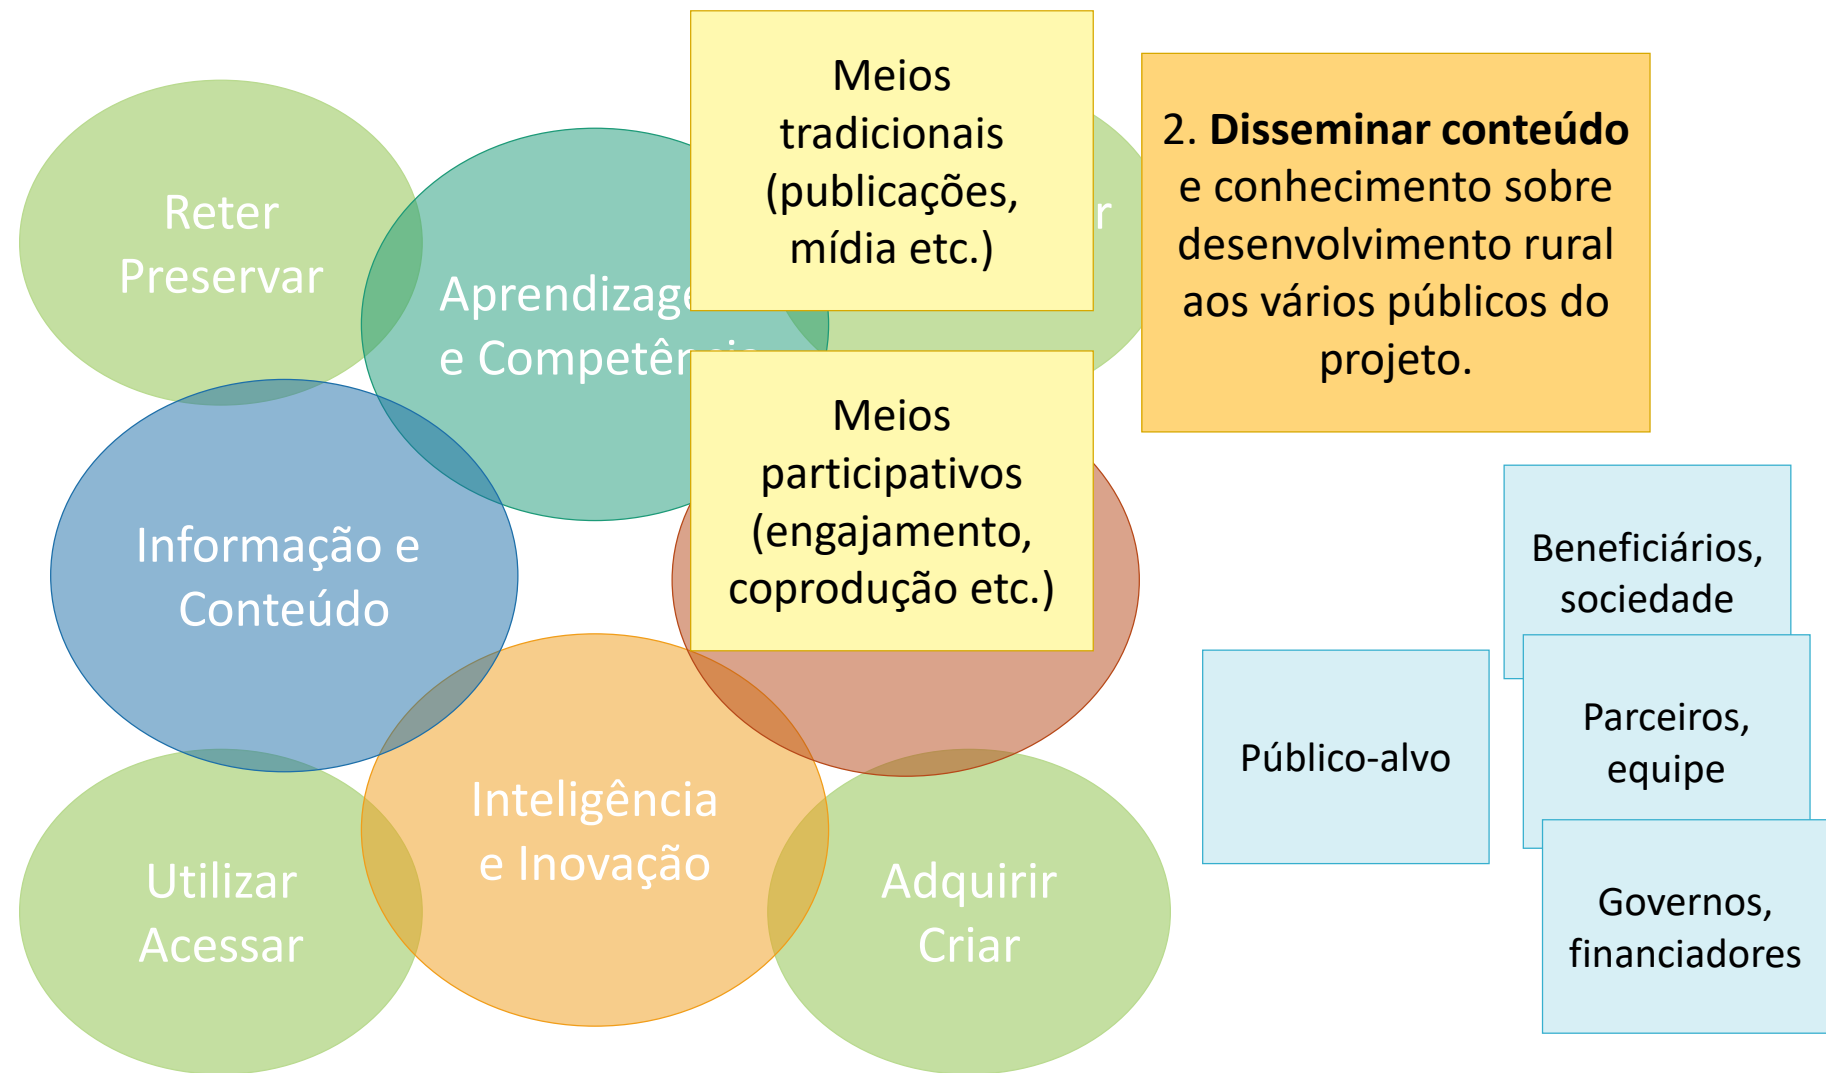 Reter
Preservar
Aprendizage
e Competência
Meios
tradicionais
(publicações,
mídia etc.)
r
2. Disseminar conteúdo
e conhecimento sobre
desenvolvimento rural
aos vários públicos do
projeto.
Meios
participativos
(engajamento,
coprodução etc.)
Informação e
Conteúdo
Beneficiários,
sociedade
Público-alvo
Parceiros,
equipe
Governos,
financiadores
Inteligência
e Inovação
Utilizar
Acessar
Adquirir
Criar